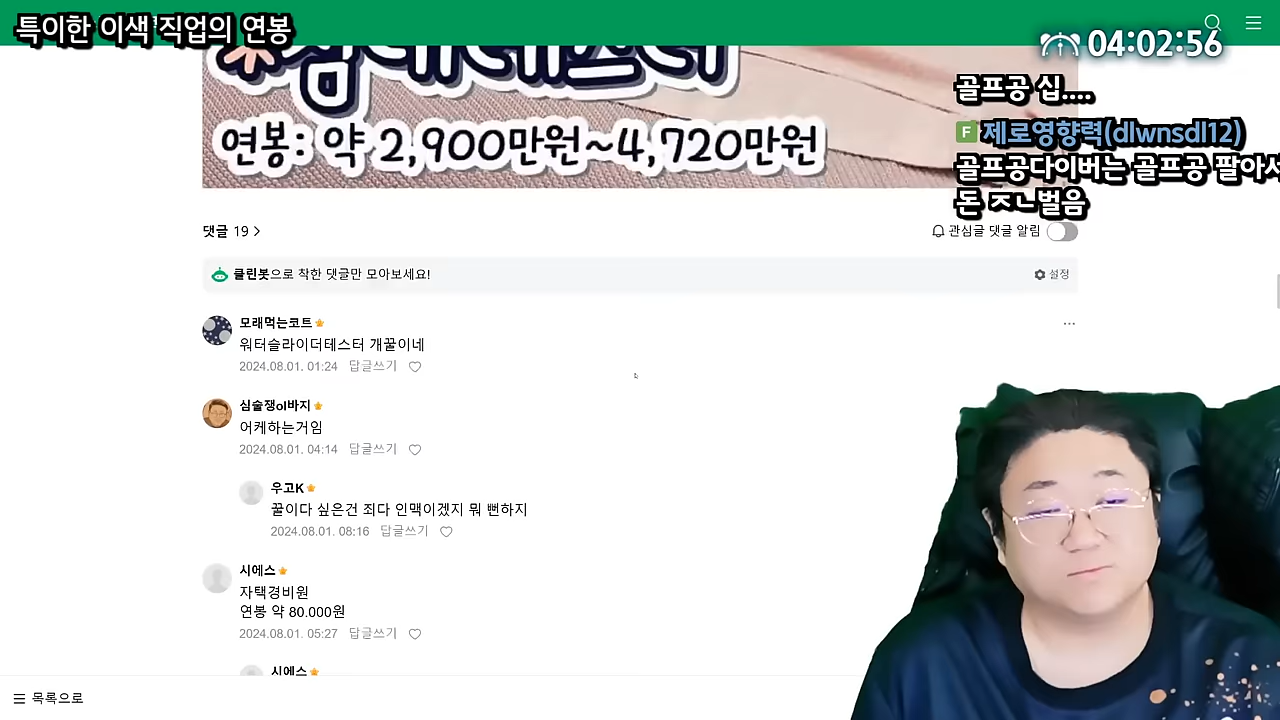 특이한 이색 직업의 연봉
04:02:56
연봉: 약 2,900만원~4,720만원
골프공 십....
F 제로영향력(dlwnsdl12)
골프공다이버는 골프공 팔아서
돈 ㅈㄴ벌음
댓글 19 >
관심글 댓글 알림
클린봇으로 착한 댓글만 모아보세요!
설정
모래먹는코트
워터슬라이더테스터 개꿀이네
2024.08.01. 01:24 답글쓰기
심술쟁ol바지
어케하는거임
2024.08.01. 04:14 답글쓰기
우고K
꿀이다 싶은건 죄다 인맥이겠지 뭐 뻔하지
2024.08.01. 08:16 답글쓰기
시에스
자택경비원
연봉 약 80.000원
2024.08.01. 05:27 답글쓰기
시에스
목록으로